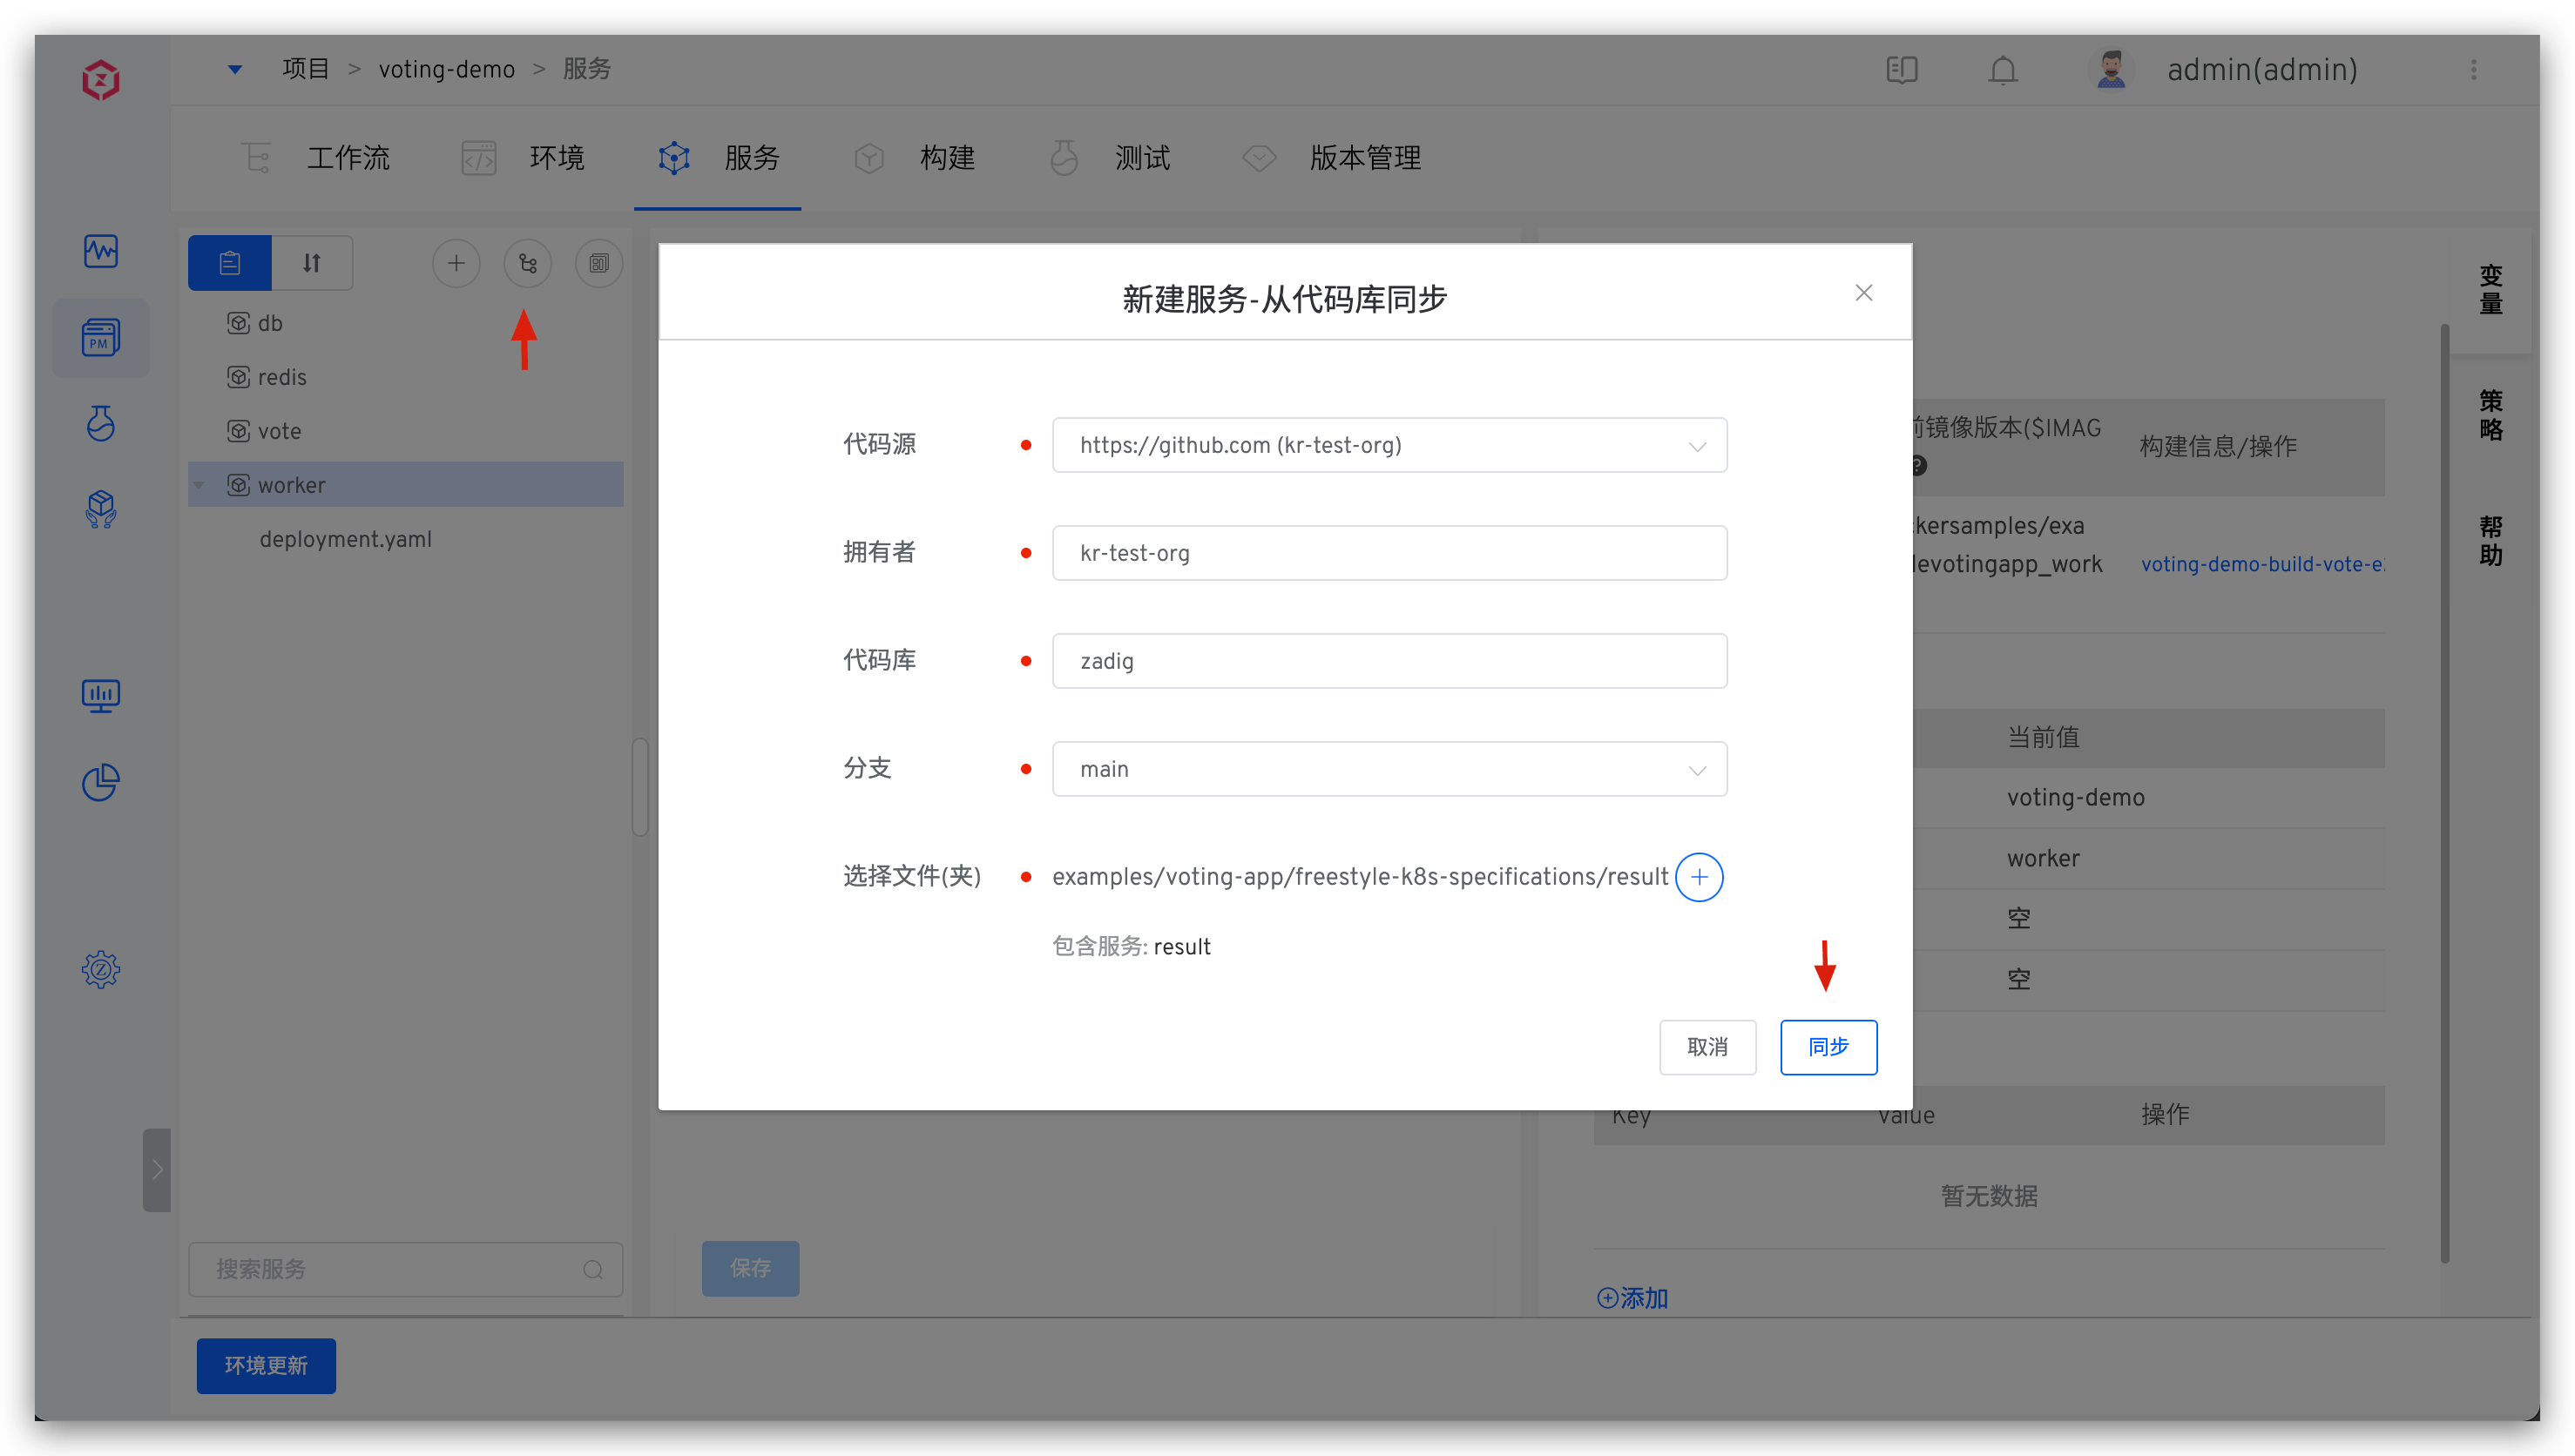 项目 > voting-demo > 服务
admin(admin)
工作流 环境 服务 构建 测试 版本管理
PM
db
redis
vote
worker
deployment.yaml
搜索服务
环境更新
新建服务-从代码库同步
代码源 https://github.com (kr-test-org)
拥有者 kr-test-org
代码库 zadig
分支 main
选择文件(夹) examples/voting-app/freestyle-k8s-specifications/result
包含服务: result
取消 同步
保存
前镜像版本($IMAG
构建信息/操作
ckersamples/exa
levotingapp_work
voting-demo-build-vote-e
当前值
voting-demo
worker
空
空
Key Value 操作
暂无数据
添加
变量
策略
帮助